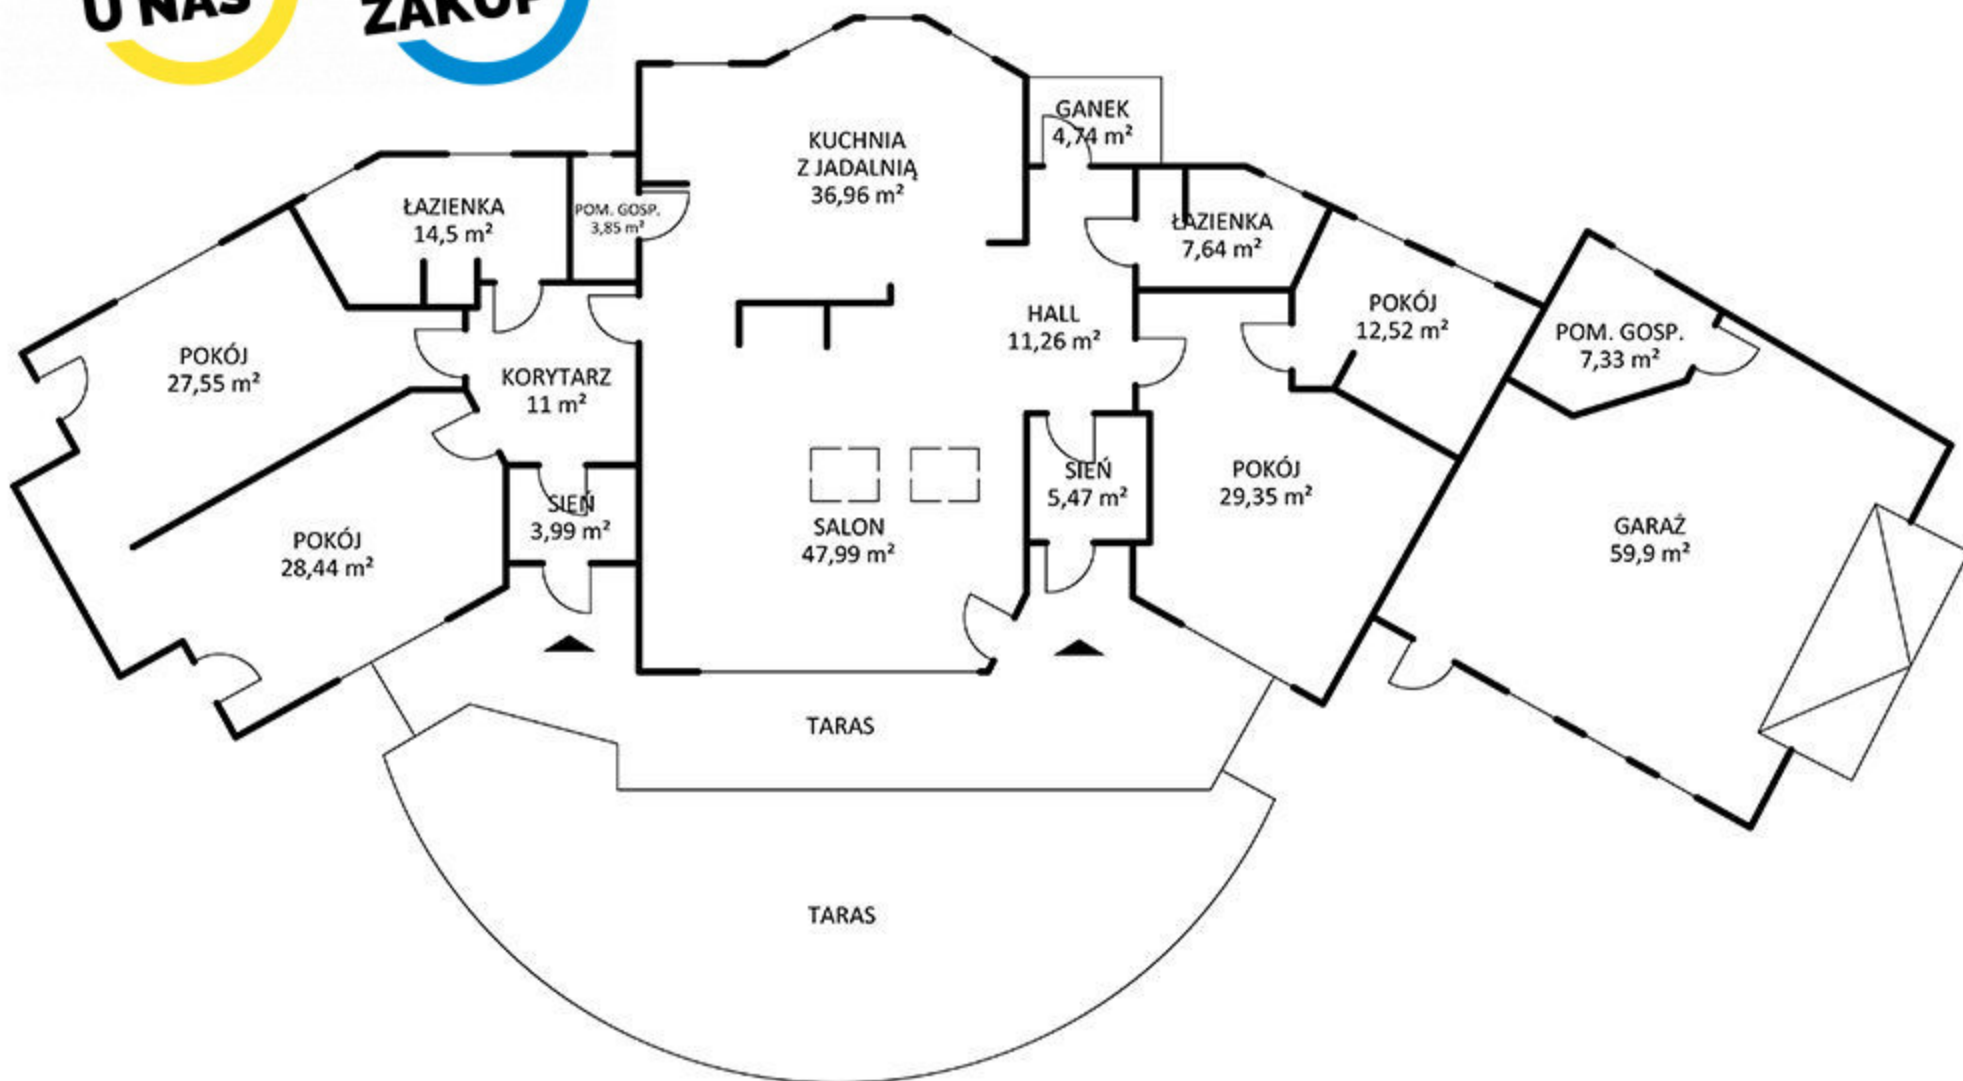 U NAS
ZAKUP
GANEK
4,74 m²
KUCHNIA
Z JADALNIĄ
36,96 m²
ŁAZIENKA
14,5 m²
POM. GOSP.
3,85 m²
ŁAZIENKA
7,64 m²
POKÓJ
12,52 m²
HALL
11,26 m²
POM. GOSP.
7,33 m²
POKÓJ
27,55 m²
KORYTARZ
11 m²
SIEŃ
5,47 m²
POKÓJ
29,35 m²
SIEŃ
3,99 m²
SALON
47,99 m²
GARAŻ
59,9 m²
POKÓJ
28,44 m²
TARAS
TARAS